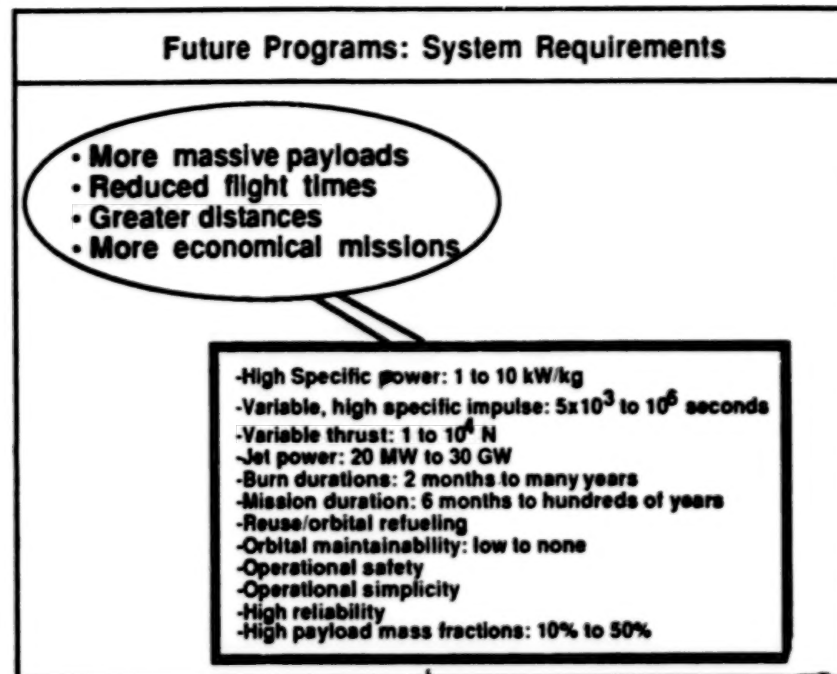 Future Programs: System Requirements
• More massive payloads
• Reduced flight times
• Greater distances
• More economical missions
-High Specific power: 1 to 10 kW/kg
-Variable, high specific impulse: 5x10³ to 10⁶ seconds
-Variable thrust: 1 to 10⁴ N
-Jet power: 20 MW to 30 GW
-Burn durations: 2 months to many years
-Mission duration: 6 months to hundreds of years
-Reuse/orbital refueling
-Orbital maintainability: low to none
-Operational safety
-Operational simplicity
-High reliability
-High payload mass fractions: 10% to 50%